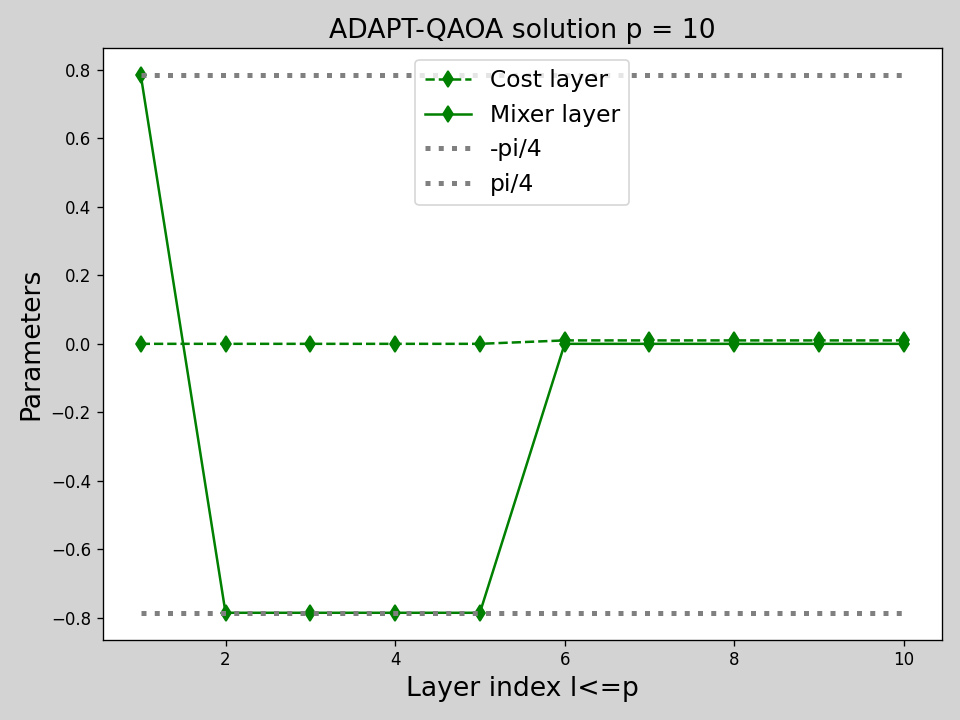 ADAPT-QAOA solution p = 10
Cost layer
Mixer layer
-pi/4
pi/4
0.8
0.6
0.4
0.2
0.0
−0.2
−0.4
−0.6
−0.8
Parameters
2 4 6 8 10
Layer index l<=p